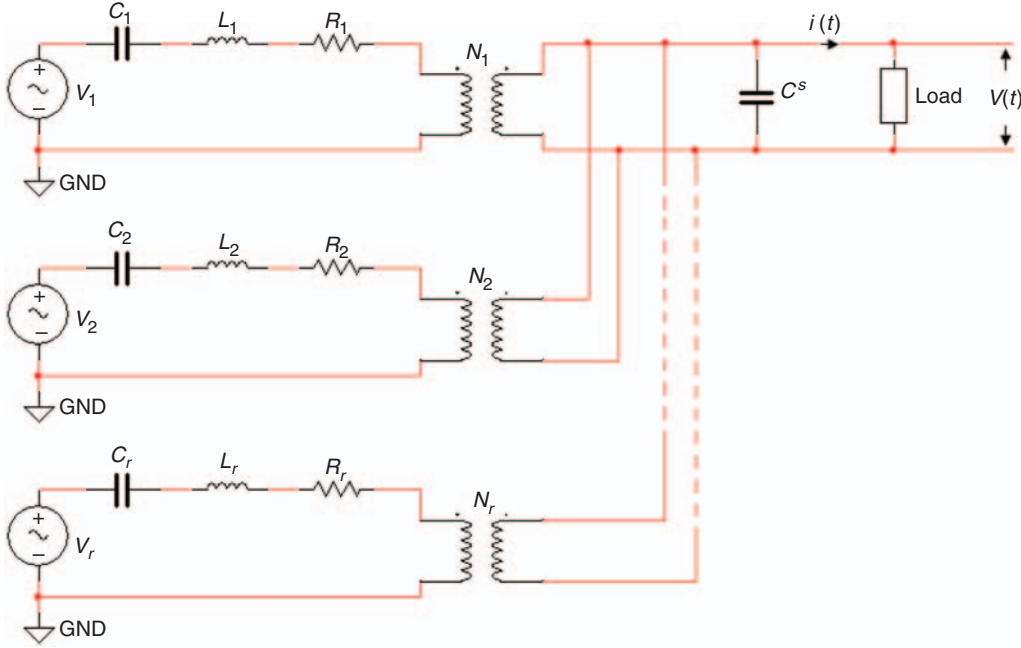 C1 L1 R1
N1
i(t)
V1
Cs
Load
V(t)
GND
C2 L2 R2
N2
V2
GND
Cr Lr Rr
Nr
Vr
GND